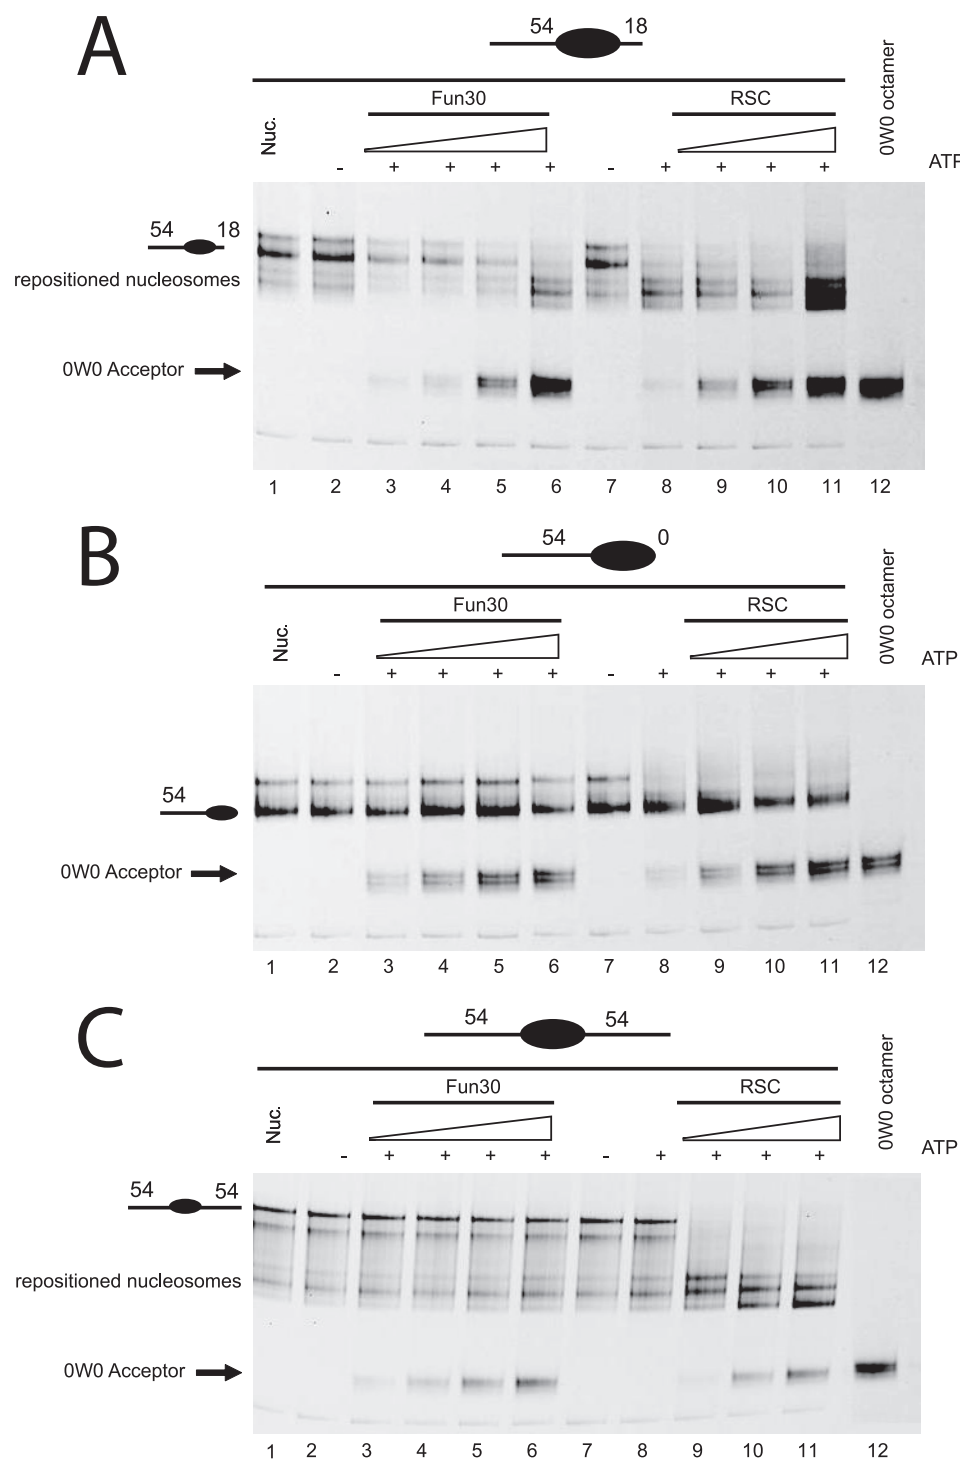 A
54 18
Fun30 RSC
Nuc. 0W0 octamer
- + + + + - + + + + ATP
54 18
repositioned nucleosomes
0W0 Acceptor
1 2 3 4 5 6 7 8 9 10 11 12
B
54 0
Fun30 RSC
Nuc. 0W0 octamer
ATP
- + + + + - + + + +
54
0W0 Acceptor
1 2 3 4 5 6 7 8 9 10 11 12
C
54 54
Fun30 RSC
Nuc. 0W0 octamer
- + + + + - + + + + ATP
54 54
repositioned nucleosomes
0W0 Acceptor
1 2 3 4 5 6 7 8 9 10 11 12